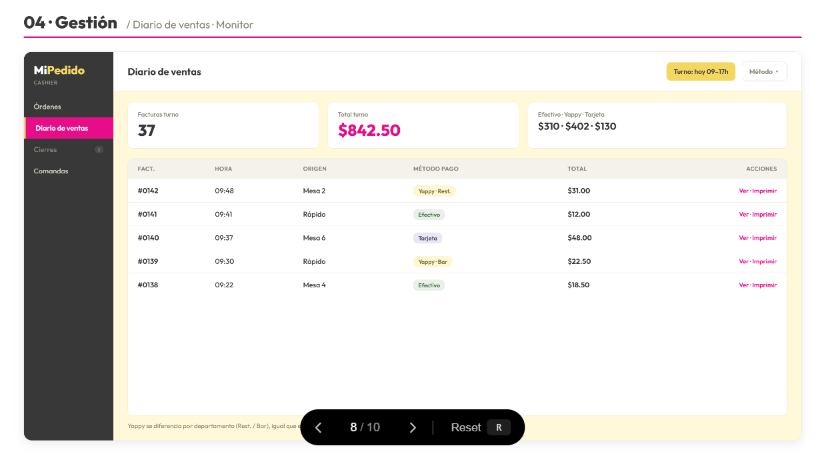 04 · Gestión / Diario de ventas · Monitor
MiPedido
CASHIER
Órdenes
Diario de ventas
Cierres
Comandas
Diario de ventas
Turno: hoy 09–17h
Método
Facturas turno
37
Total turno
$842.50
Efectivo · Yappy · Tarjeta
$310 · $402 · $130
FACT. HORA ORIGEN MÉTODO PAGO TOTAL ACCIONES
#0142 09:48 Mesa 2 Yappy · Rest. $31.00 Ver · Imprimir
#0141 09:41 Rápido Efectivo $12.00 Ver · Imprimir
#0140 09:37 Mesa 6 Tarjeta $48.00 Ver · Imprimir
#0139 09:30 Rápido Yappy · Bar $22.50 Ver · Imprimir
#0138 09:22 Mesa 4 Efectivo $18.50 Ver · Imprimir
Yappy se diferencia por departamento (Rest. / Bar), igual que
8 / 10 Reset R